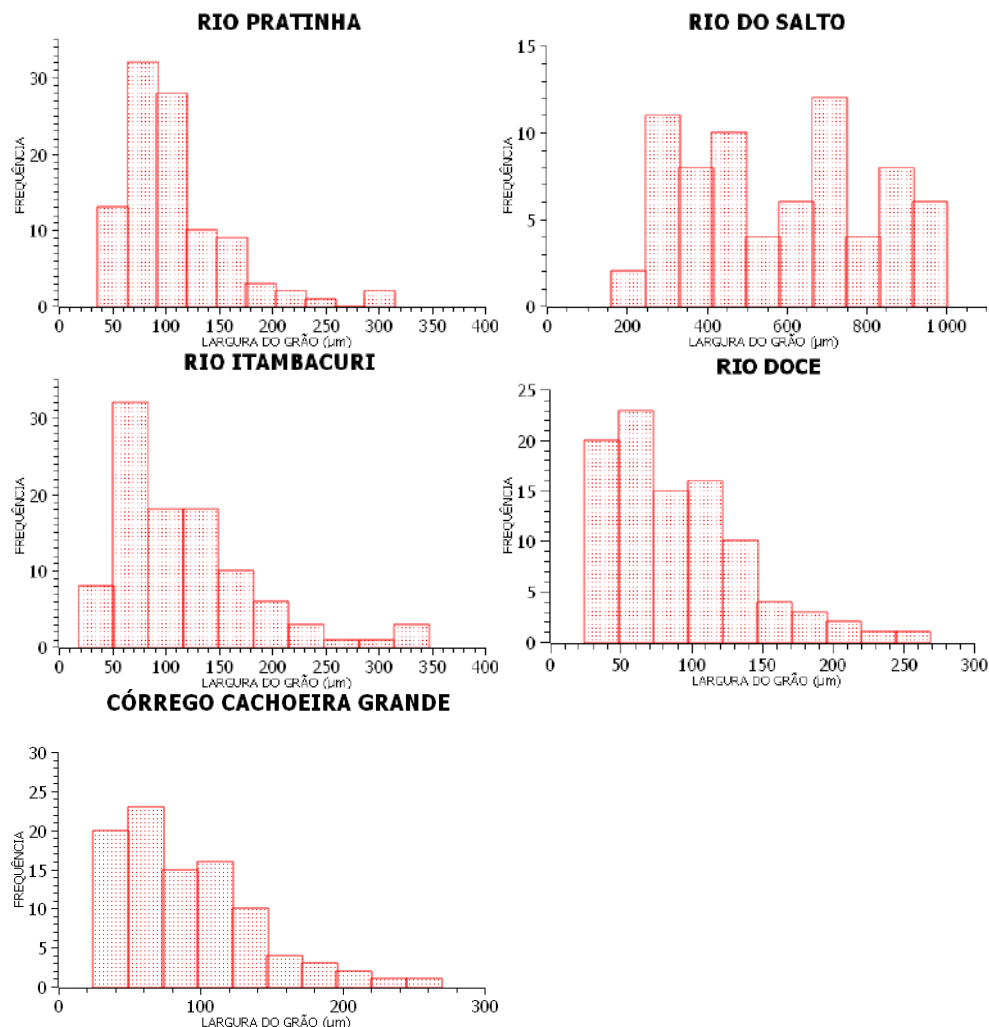 RIO PRATINHA
FREQUÊNCIA
30
20
10
0
0 50 100 150 200 250 300 350 400
LARGURA DO GRÃO (µm)
RIO DO SALTO
FREQUÊNCIA
15
10
5
0
200 400 600 800 1 000
LARGURA DO GRÃO (µm)
RIO ITAMBACURI
FREQUÊNCIA
30
20
10
0
0 50 100 150 200 250 300 350 400
LARGURA DO GRÃO (µm)
RIO DOCE
FREQUÊNCIA
25
20
15
10
5
0
0 50 100 150 200 250 300
LARGURA DO GRÃO (µm)
CÓRREGO CACHOEIRA GRANDE
FREQUÊNCIA
30
25
20
15
10
5
0
0 100 200 300
LARGURA DO GRÃO (µm)